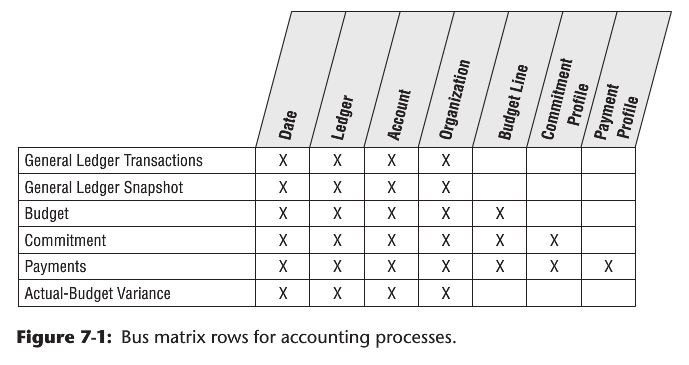 Date
Ledger
Account
Organization
Budget Line
Commitment
Profile
Payment
Profile
General Ledger Transactions X X X X
General Ledger Snapshot X X X X
Budget X X X X X
Commitment X X X X X X
Payments X X X X X X X
Actual-Budget Variance X X X X
Figure 7-1: Bus matrix rows for accounting processes.